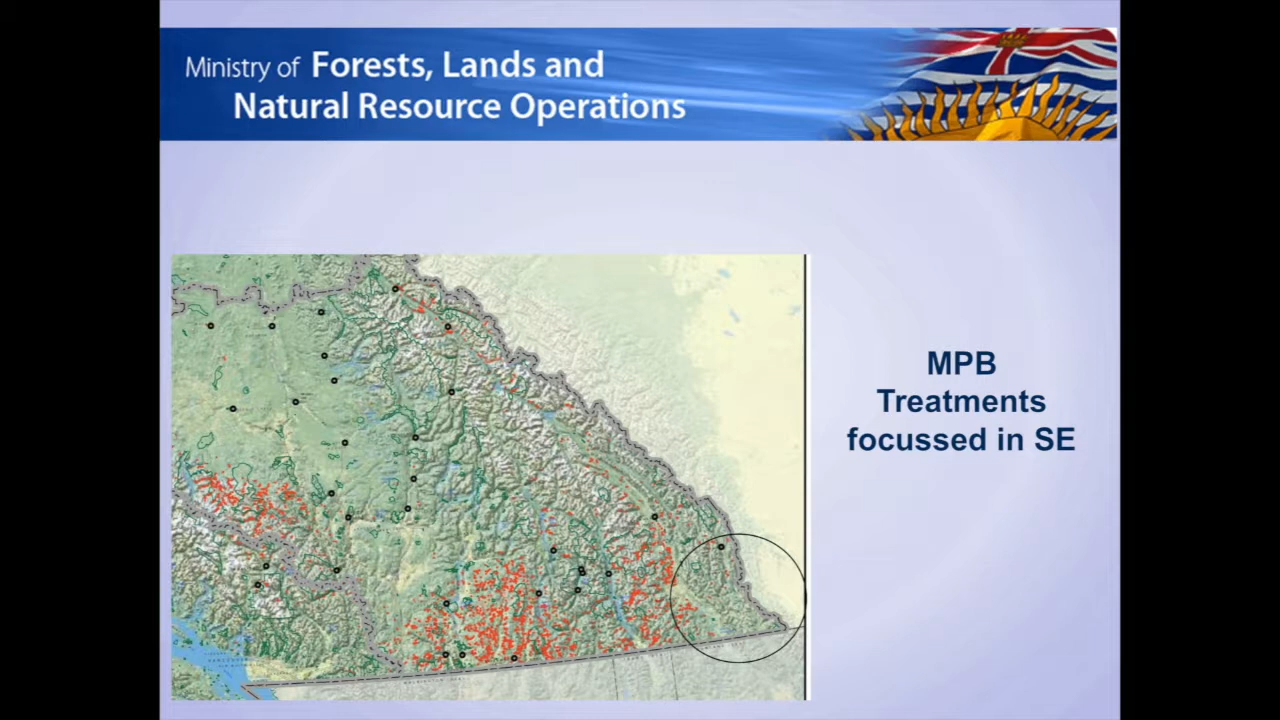 Ministry of Forests, Lands and
Natural Resource Operations
MPB
Treatments
focussed in SE